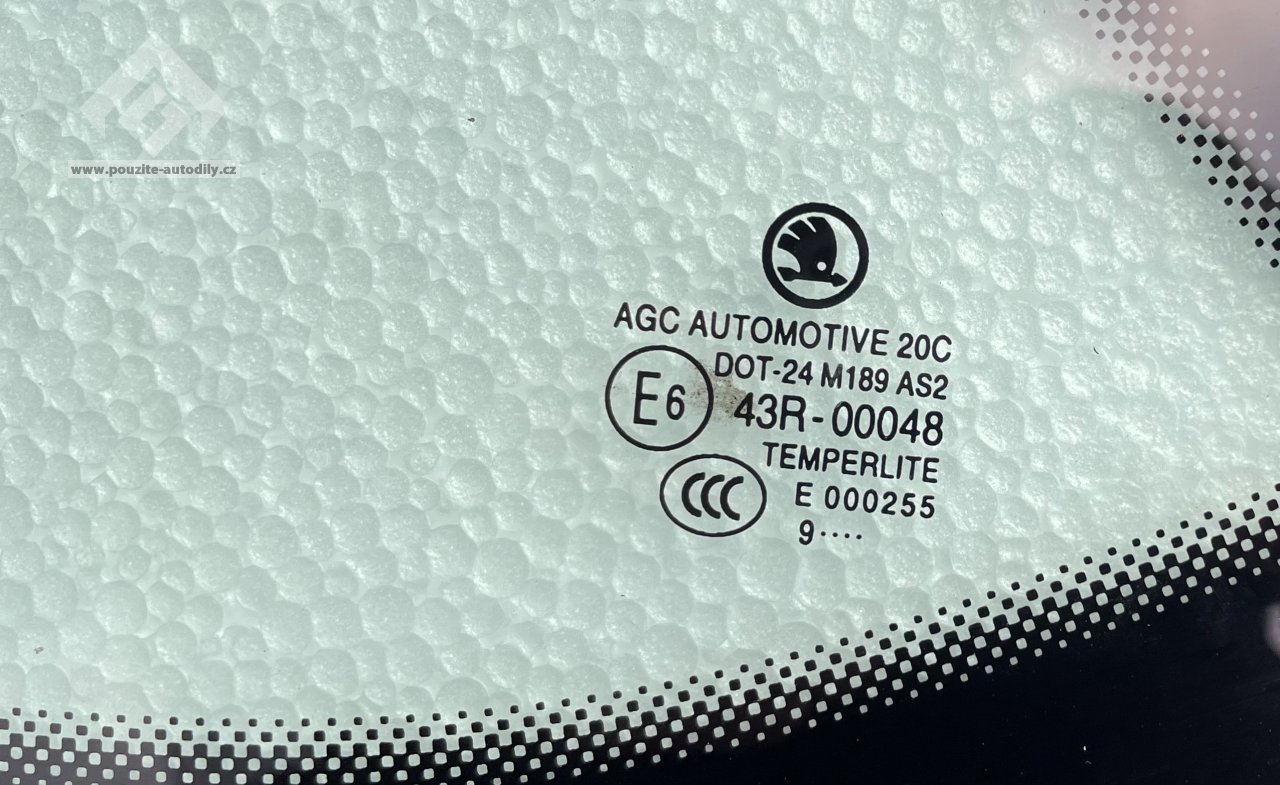 www.pouzite-autodily.cz
AGC AUTOMOTIVE 20C
DOT-24 M189 AS2
E6
43R-00048
TEMPERLITE
CCC
E 000255
9····